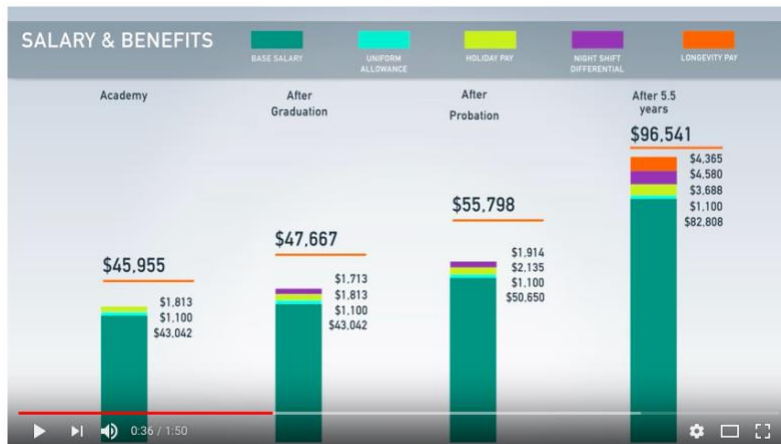 SALARY & BENEFITS
BASE SALARY
UNIFORM
ALLOWANCE
HOLIDAY PAY
NIGHT SHIFT
DIFFERENTIAL
LONGEVITY PAY
Academy
$45,955
$1,813
$1,100
$43,042
After
Graduation
$47,667
$1,713
$1,813
$1,100
$43,042
After
Probation
$55,798
$1,914
$2,135
$1,100
$50,650
After 5.5
years
$96,541
$4,365
$4,580
$3,688
$1,100
$82,808
0:36 / 1:50